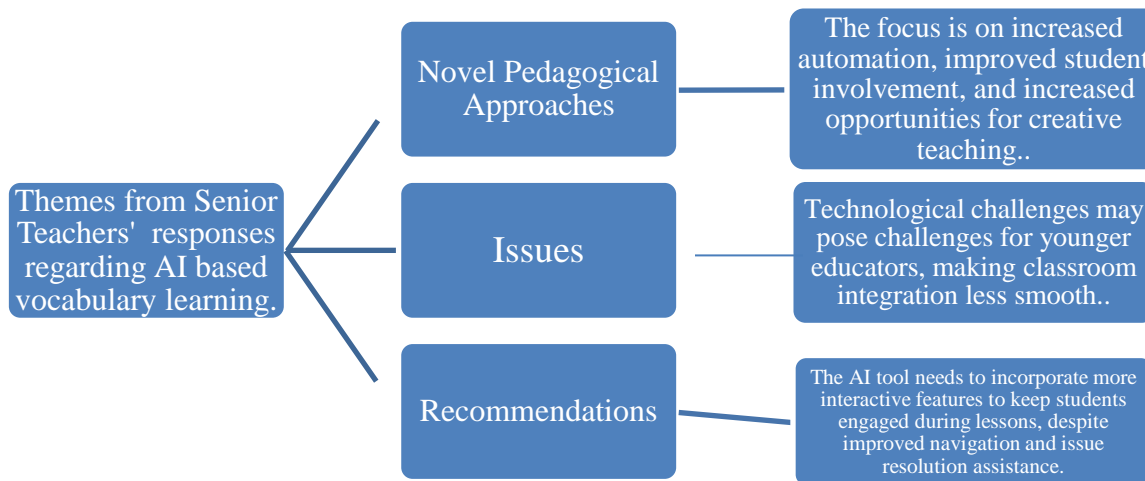 Themes from Senior
Teachers' responses
regarding AI based
vocabulary learning.
Novel Pedagogical
Approaches
The focus is on increased
automation, improved student
involvement, and increased
opportunities for creative
teaching..
Issues
Technological challenges may
pose challenges for younger
educators, making classroom
integration less smooth..
Recommendations
The AI tool needs to incorporate more
interactive features to keep students
engaged during lessons, despite
improved navigation and issue
resolution assistance.